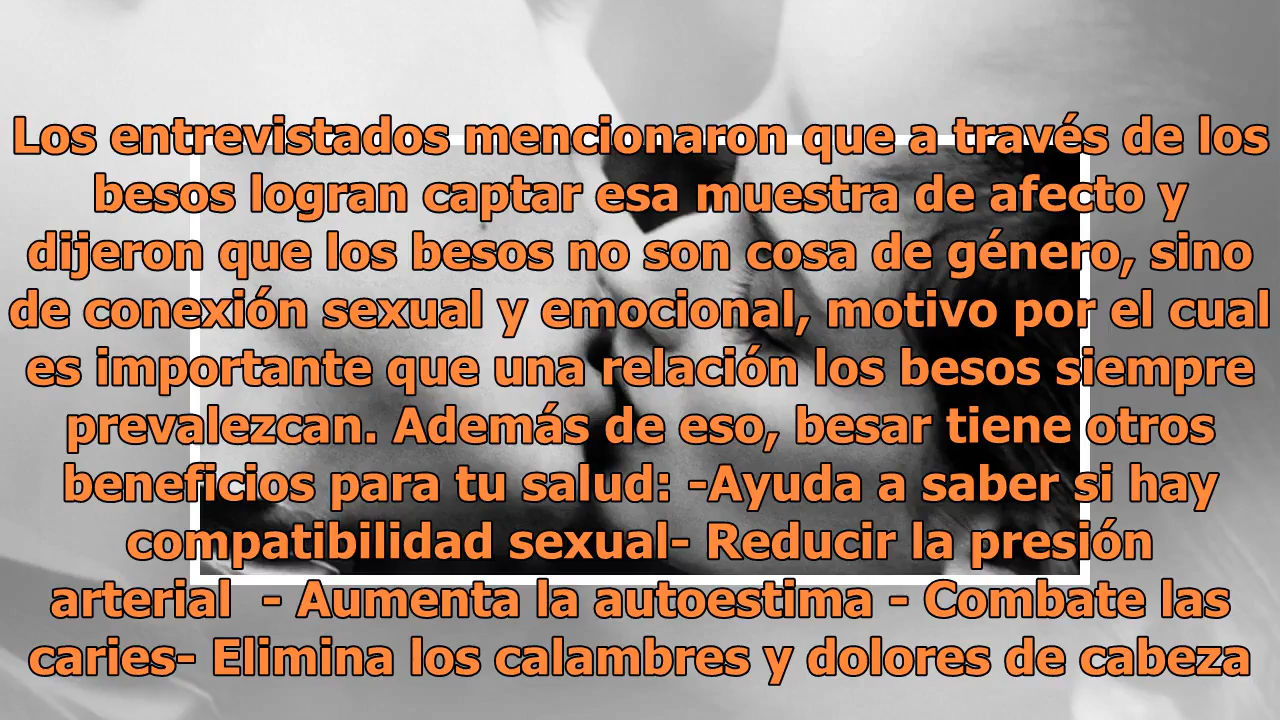 Los entrevistados mencionaron que a través de los
besos logran captar esa muestra de afecto y
dijeron que los besos no son cosa de género, sino
de conexión sexual y emocional, motivo por el cual
es importante que una relación los besos siempre
prevalezcan. Además de eso, besar tiene otros
beneficios para tu salud: -Ayuda a saber si hay
compatibilidad sexual- Reducir la presión
arterial  - Aumenta la autoestima - Combate las
caries- Elimina los calambres y dolores de cabeza